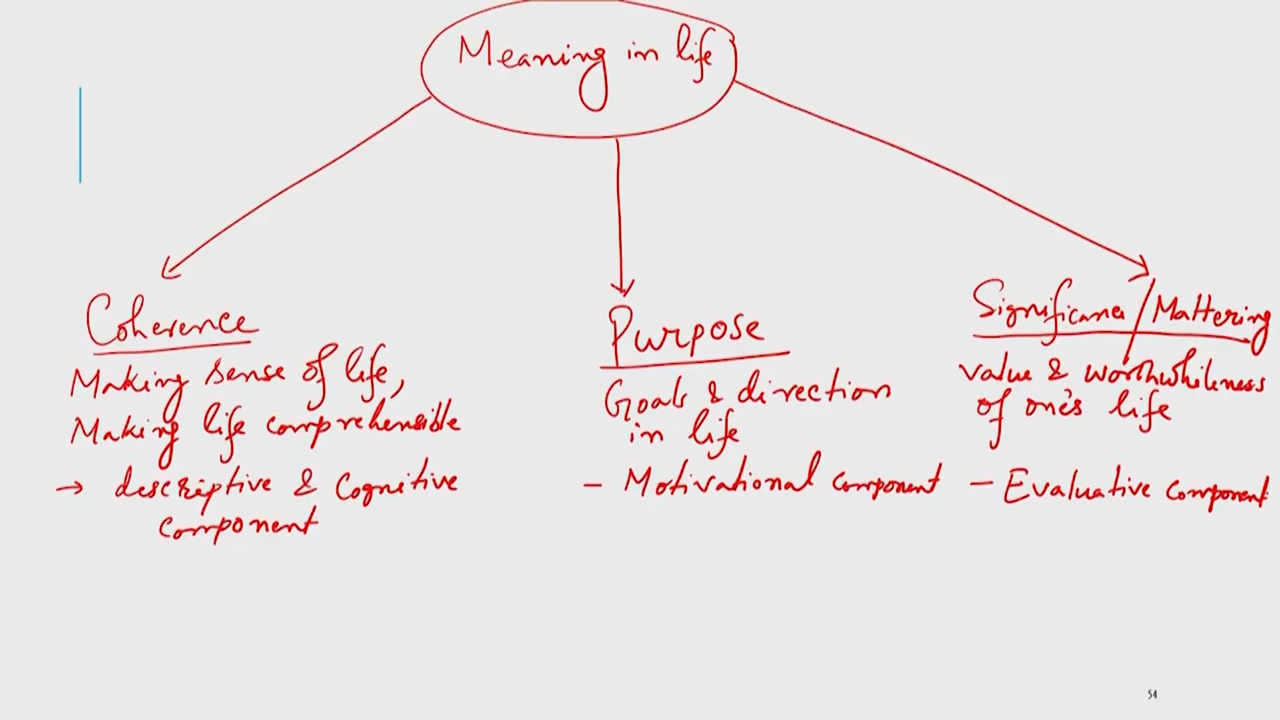 Meaning in life
Coherence
Making sense of life,
Making life comprehensible
→ descriptive & cognitive
component
Purpose
Goals & direction
in life
- Motivational component
Significance/Mattering
value & worthwhileness
of one's life
- Evaluative component
54